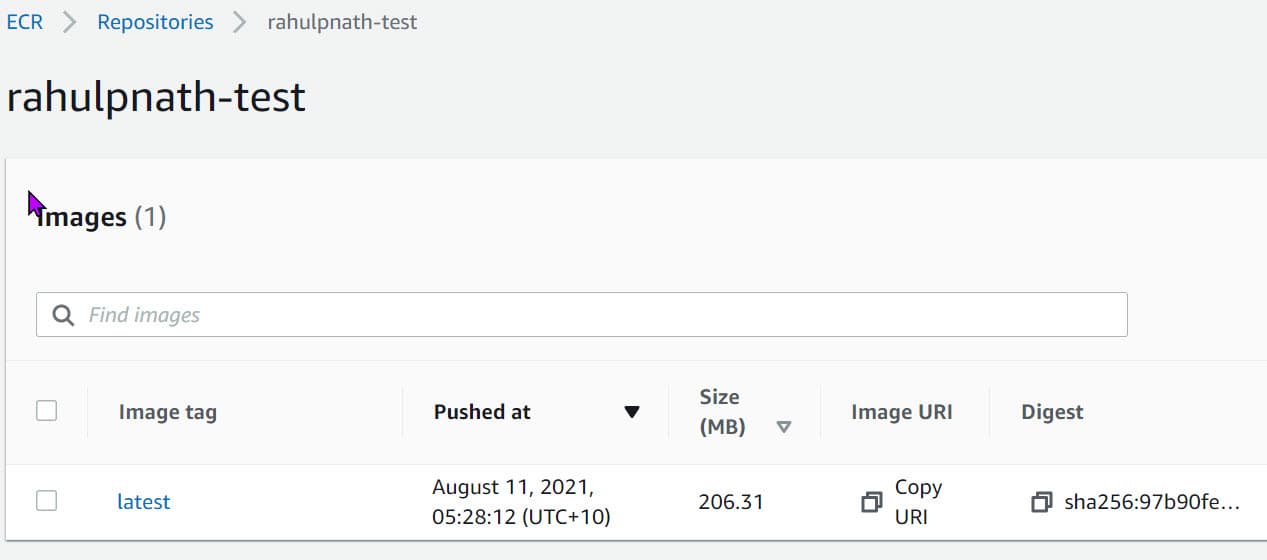 ECR Repositories rahulpnath-test
rahulpnath-test
Images (1)
Find images
Image tag Pushed at Size (MB) Image URI Digest
latest August 11, 2021, 05:28:12 (UTC+10) 206.31 Copy URI sha256:97b90fe...